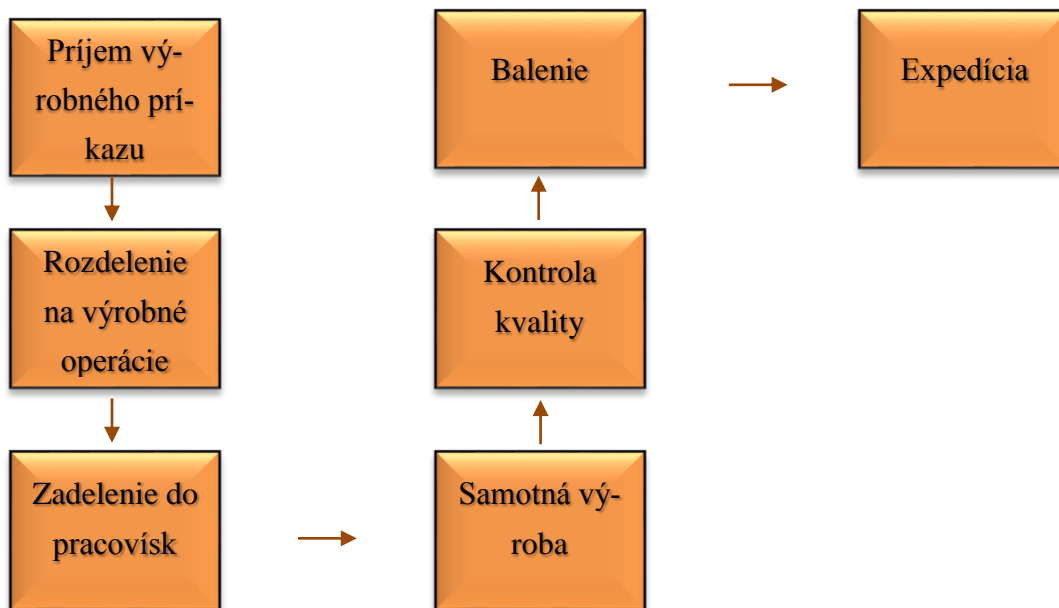 Príjem vý-
robného prí-
kazu
Rozdelenie
na výrobné
operácie
Zadelenie do
pracovísk
Samotná vý-
roba
Kontrola
kvality
Balenie
Expedícia